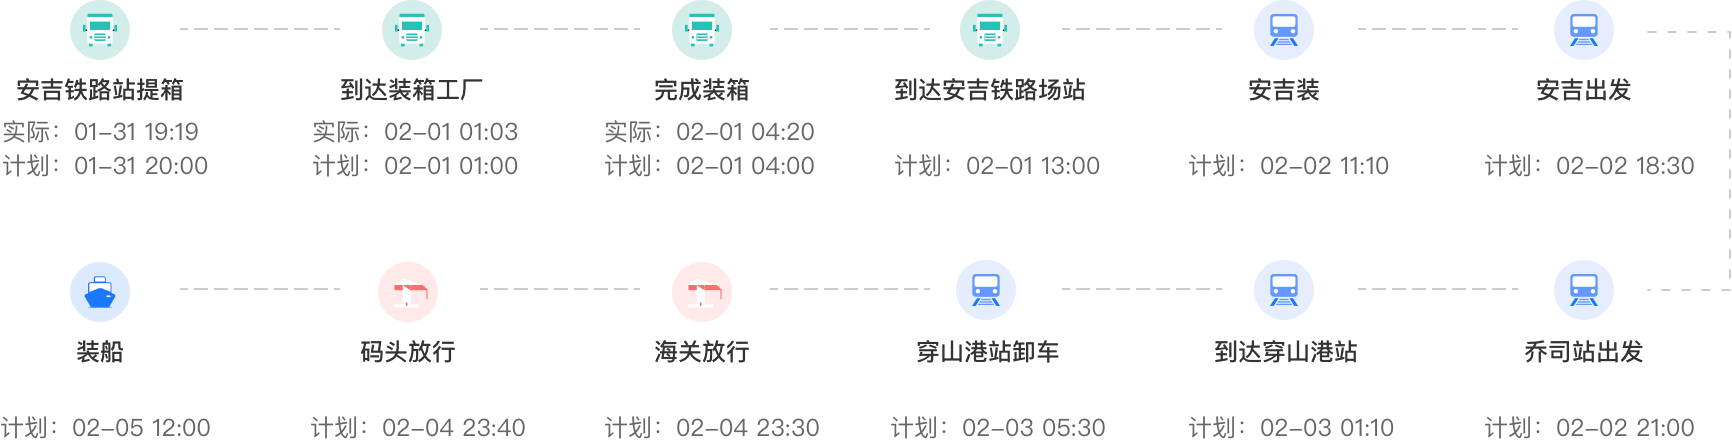 安吉铁路站提箱
实际：01-31 19:19
计划：01-31 20:00
到达装箱工厂
实际：02-01 01:03
计划：02-01 01:00
完成装箱
实际：02-01 04:20
计划：02-01 04:00
到达安吉铁路场站
计划：02-01 13:00
安吉装
计划：02-02 11:10
安吉出发
计划：02-02 18:30
乔司站出发
计划：02-02 21:00
到达穿山港站
计划：02-03 01:10
穿山港站卸车
计划：02-03 05:30
海关放行
计划：02-04 23:30
码头放行
计划：02-04 23:40
装船
计划：02-05 12:00